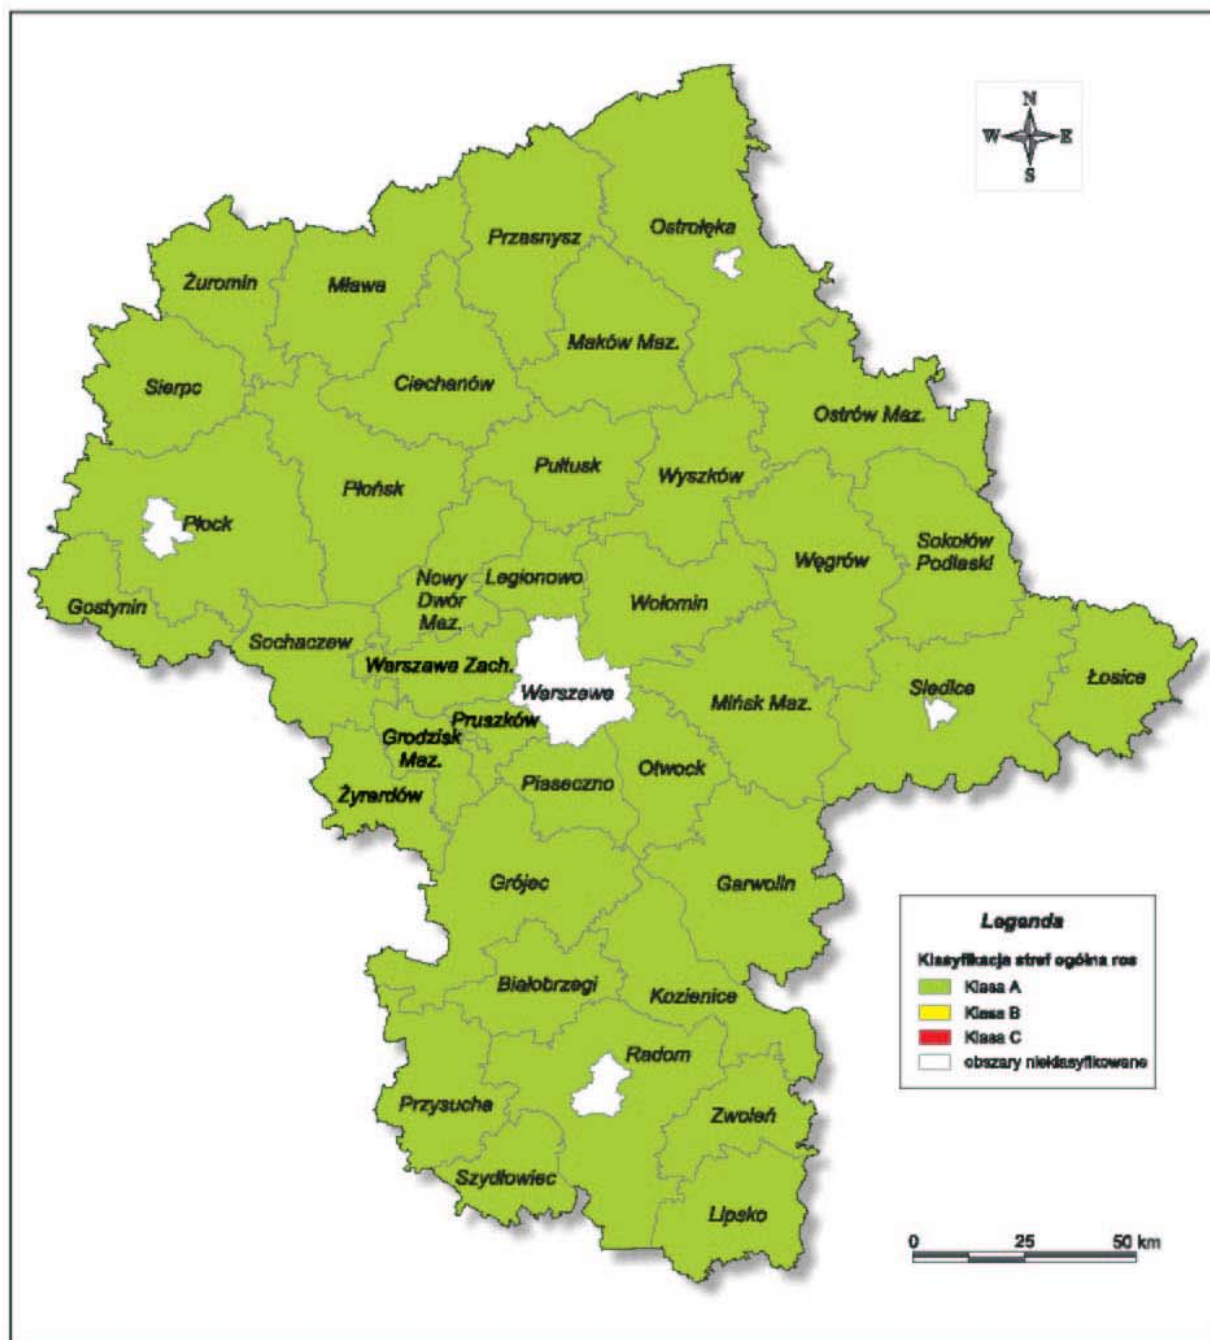 N
W E
S
Ostrołęka
Przasnysz
Żuromin
Mława
Maków Maz.
Sierpc
Ciechanów
Ostrów Maz.
Pułtusk
Wyszków
Płońsk
Płock
Sokołów
Podlaski
Węgrów
Nowy
Dwór
Maz.
Legionowo
Wołomin
Gostynin
Sochaczew
Warszawa Zach.
Warszawa
Mińsk Maz.
Siedlce
Łosice
Pruszków
Grodzisk
Maz.
Otwock
Piaseczno
Żyrardów
Grójec
Garwolin
Białobrzegi
Kozienice
Radom
Przysucha
Zwoleń
Szydłowiec
Lipsko
Legenda
Klasyfikacja stref ogólna ros
Klasa A
Klasa B
Klasa C
obszary nieklasyfikowane
0 25 50 km